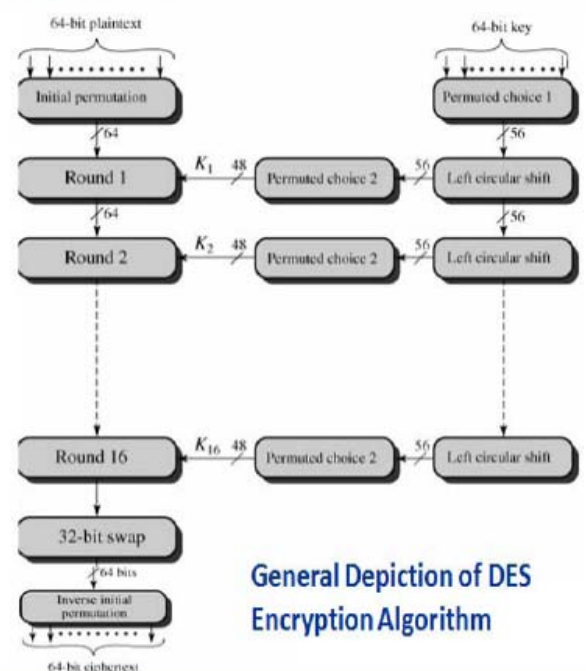 64-bit plaintext
64-bit key
Initial permutation
Permuted choice 1
64
56
Round 1
K1
48
Permuted choice 2
56
Left circular shift
64
56
Round 2
K2
48
Permuted choice 2
56
Left circular shift
Round 16
K16
48
Permuted choice 2
56
Left circular shift
32-bit swap
64 bits
Inverse initial
permutation
64-bit ciphertext
General Depiction of DES
Encryption Algorithm